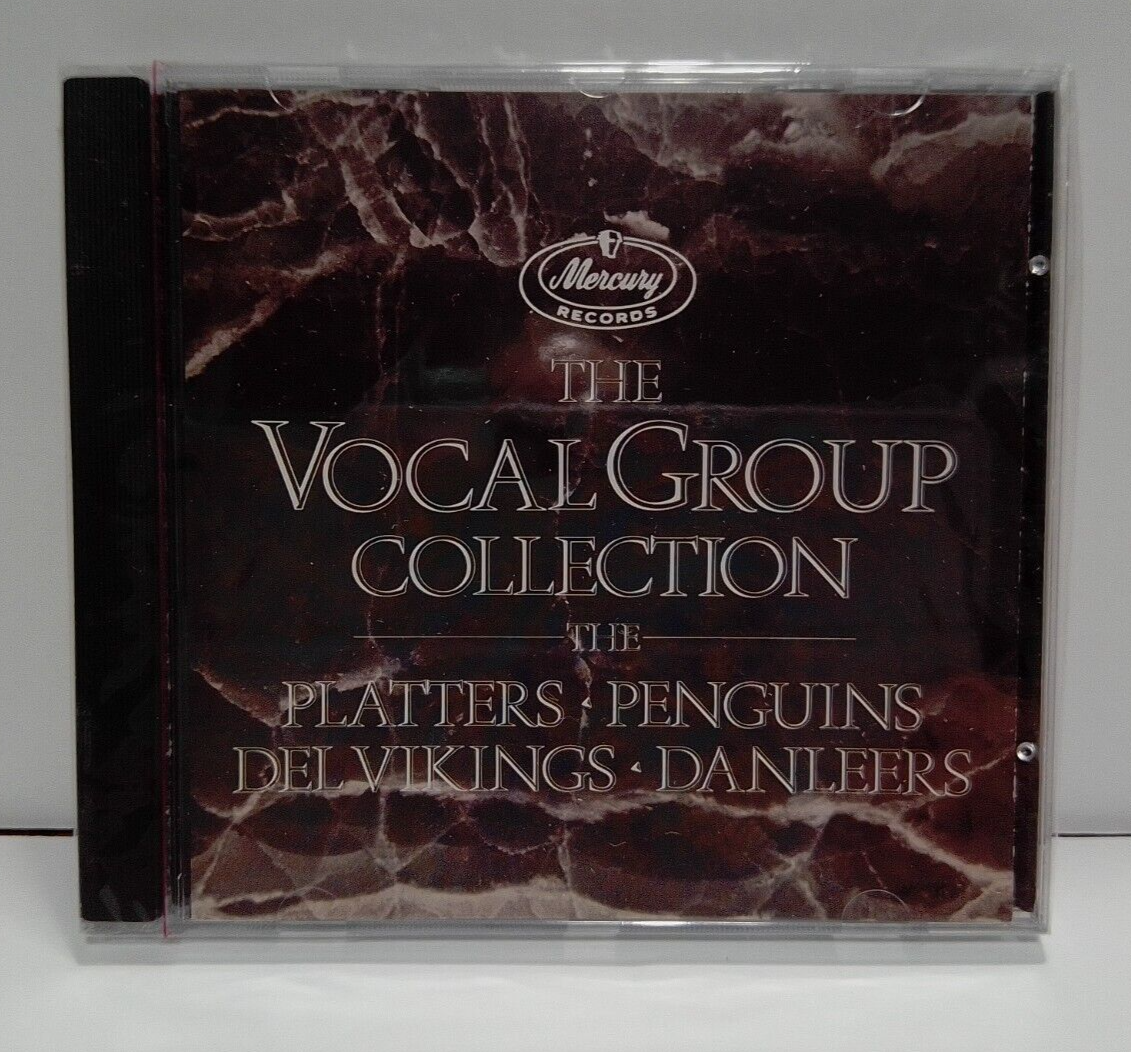 Mercury
RECORDS
THE
VOCAL GROUP
COLLECTION
THE
PLATTERS · PENGUINS
DEL VIKINGS · DANLEERS